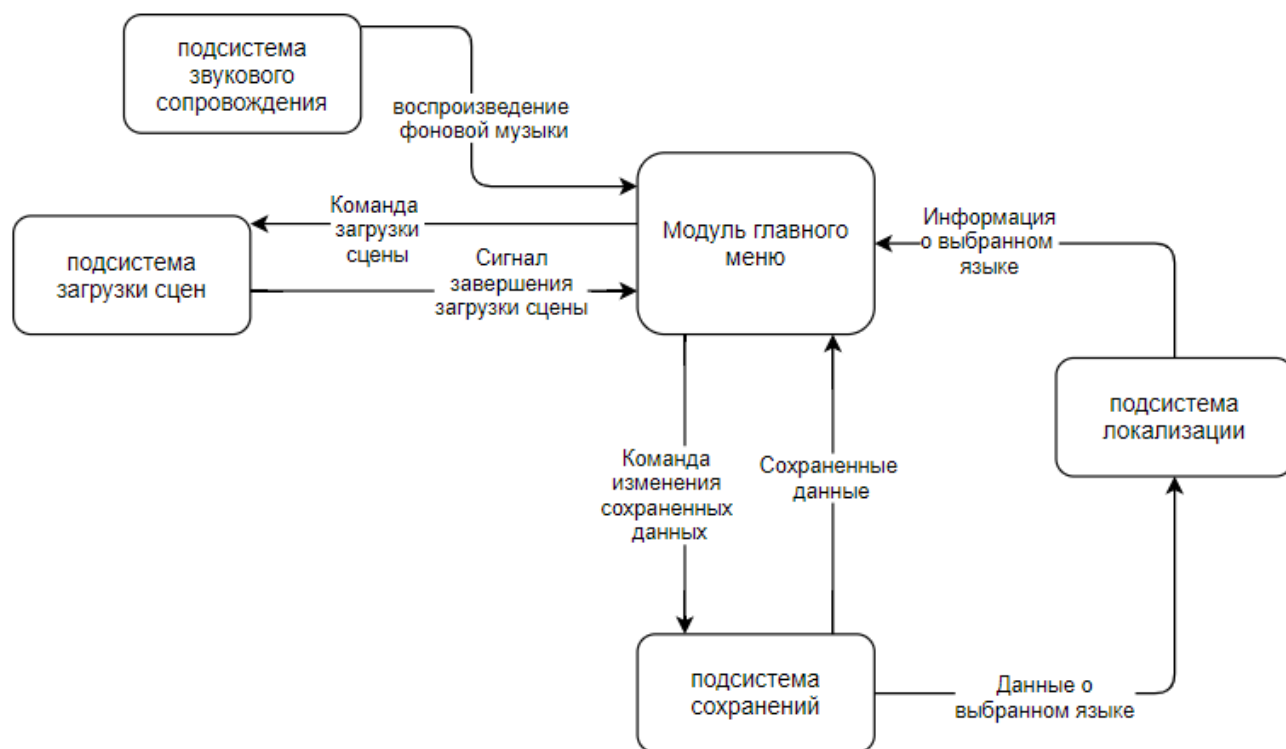 подсистема
звукового
сопровождения
воспроизведение
фоновой музыки
Команда
загрузки
сцены
подсистема
загрузки сцен
Сигнал
завершения
загрузки сцены
Модуль главного
меню
Информация
о выбранном
языке
подсистема
локализации
Команда
изменения
сохраненных
данных
Сохраненные
данные
подсистема
сохранений
Данные о
выбранном языке